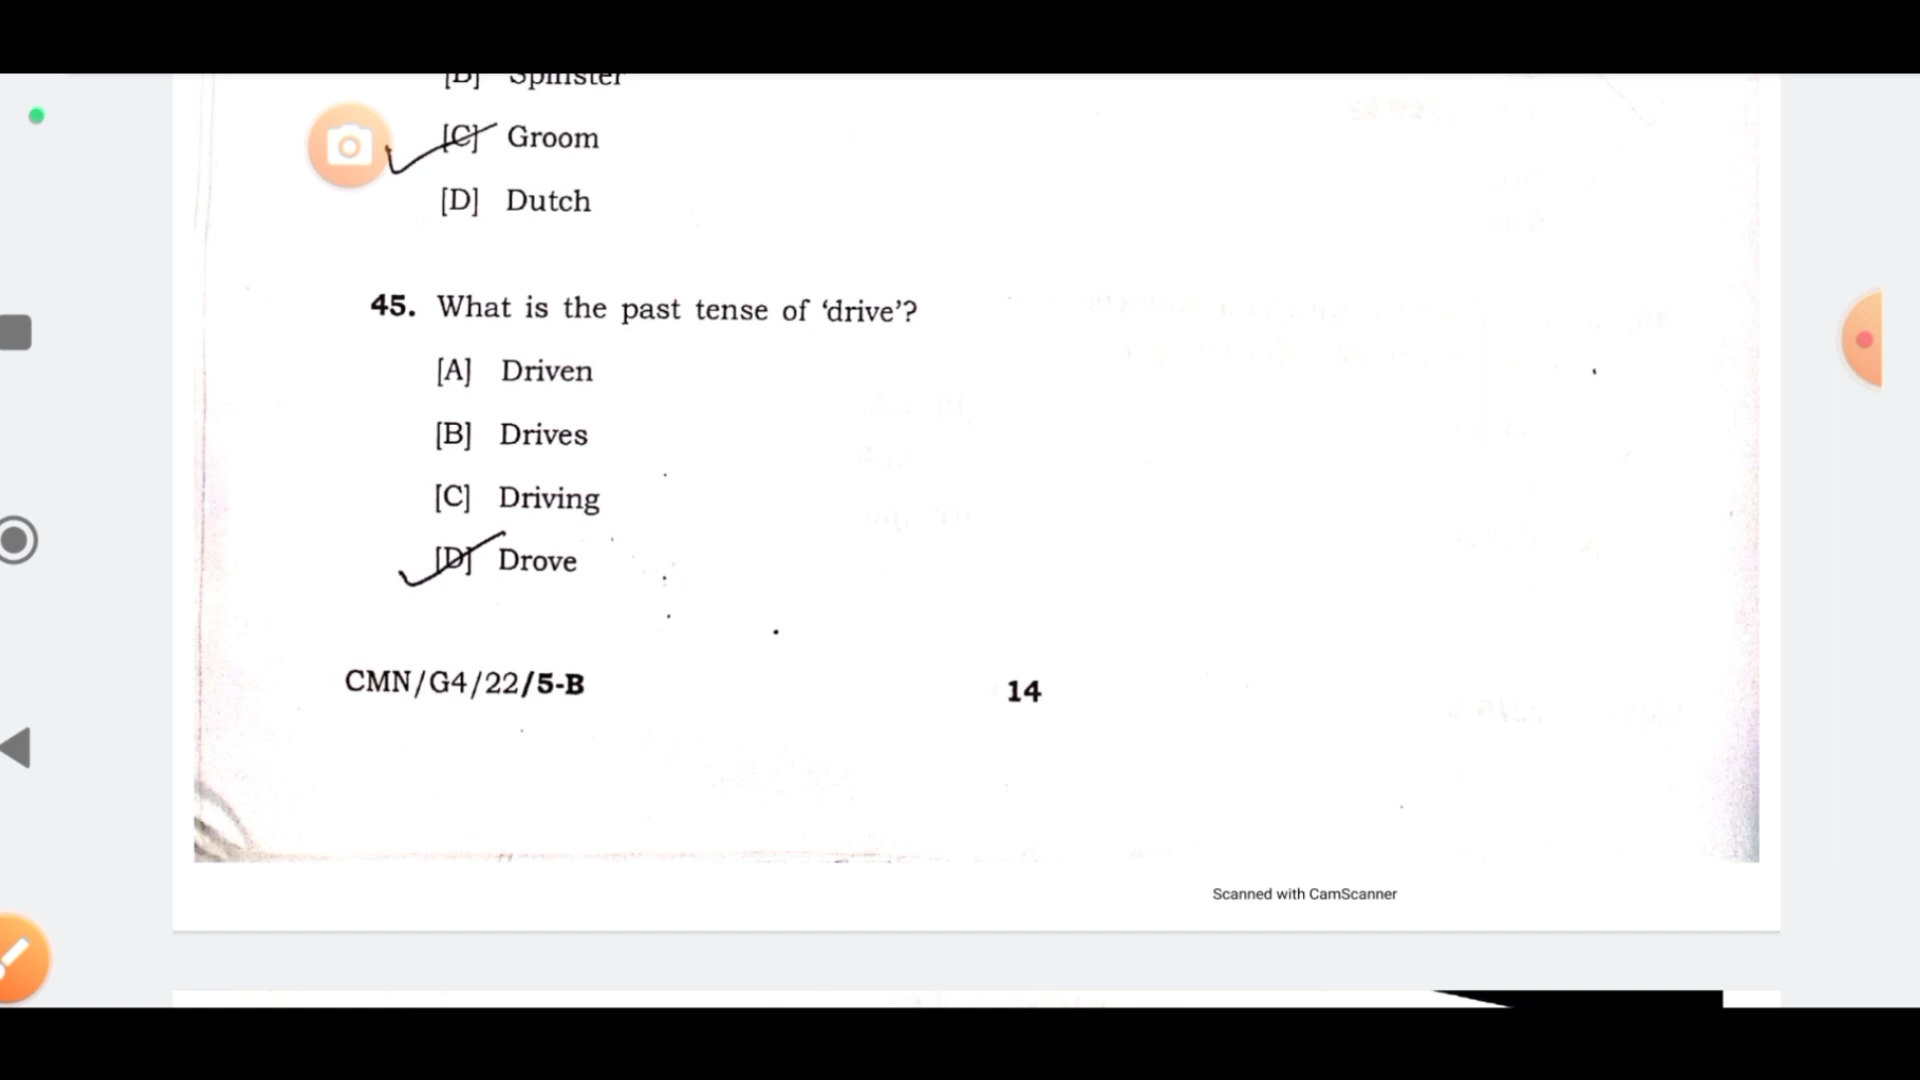 [B] Spinster
[C] Groom
[D] Dutch
45. What is the past tense of ‘drive’?
[A] Driven
[B] Drives
[C] Driving
[D] Drove
CMN/G4/22/5-B
14
Scanned with CamScanner